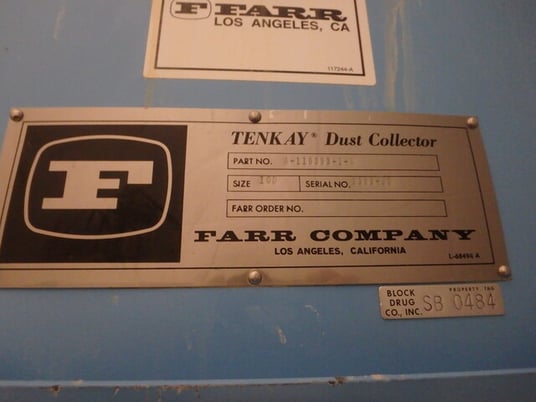 F FARR
LOS ANGELES, CA
117244-A
F
TENKAY® Dust Collector
PART NO.
SIZE 10D SERIAL NO.
FARR ORDER NO.
FARR COMPANY
LOS ANGELES, CALIFORNIA
L-68494 A
PROPERTY TAG
BLOCK
DRUG
CO., INC. SB 0484